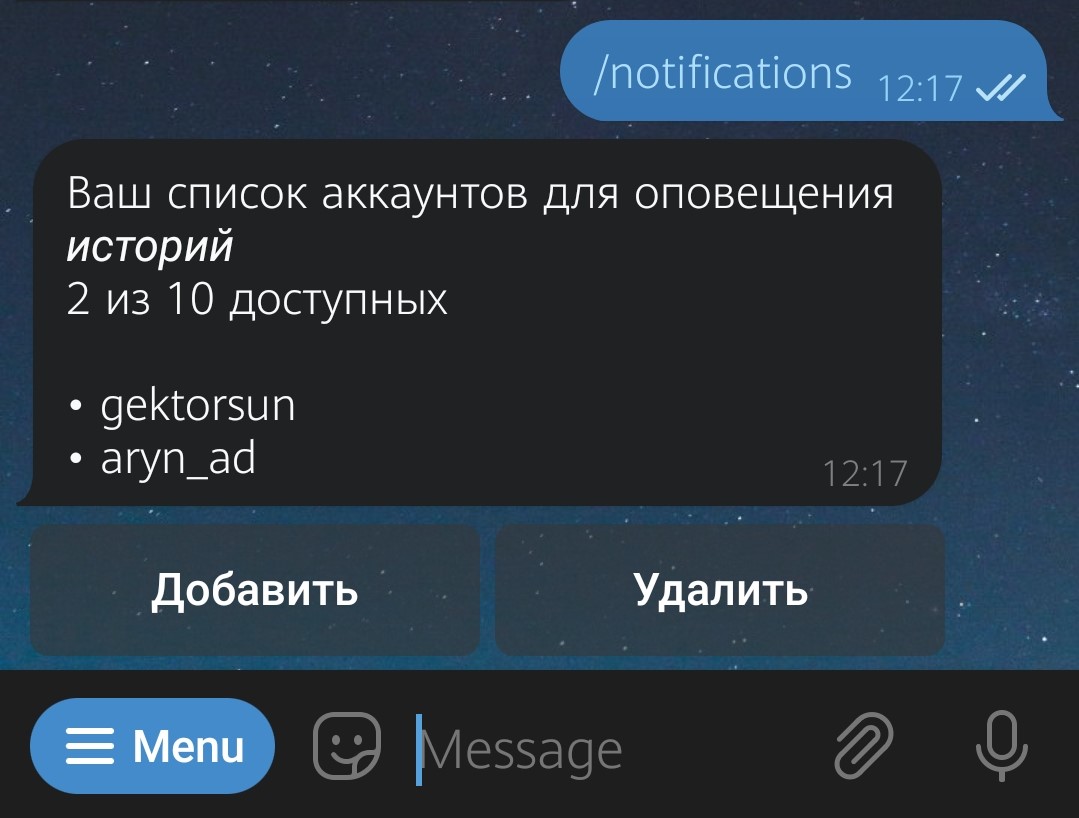 /notifications 12:17
Ваш список аккаунтов для оповещения
историй
2 из 10 доступных
• gektorsun
• aryn_ad
12:17
Добавить Удалить
Menu Message